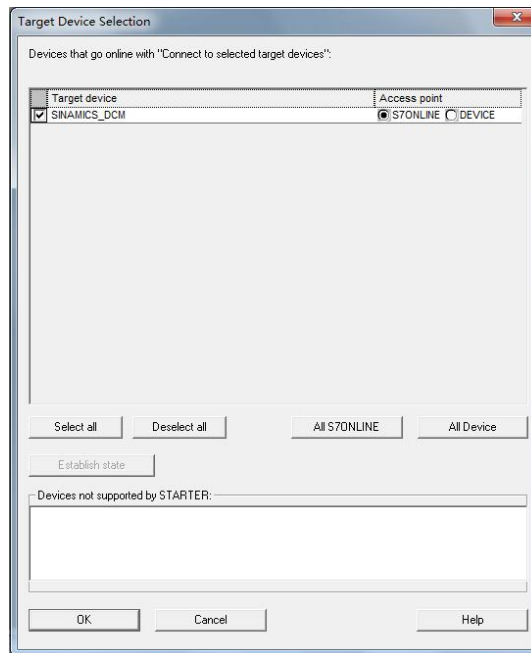 Target Device Selection
Devices that go online with "Connect to selected target devices":
Target device Access point
SINAMICS_DCM S7ONLINE DEVICE
Select all Deselect all All S7ONLINE All Device
Establish state
Devices not supported by STARTER:
OK Cancel Help